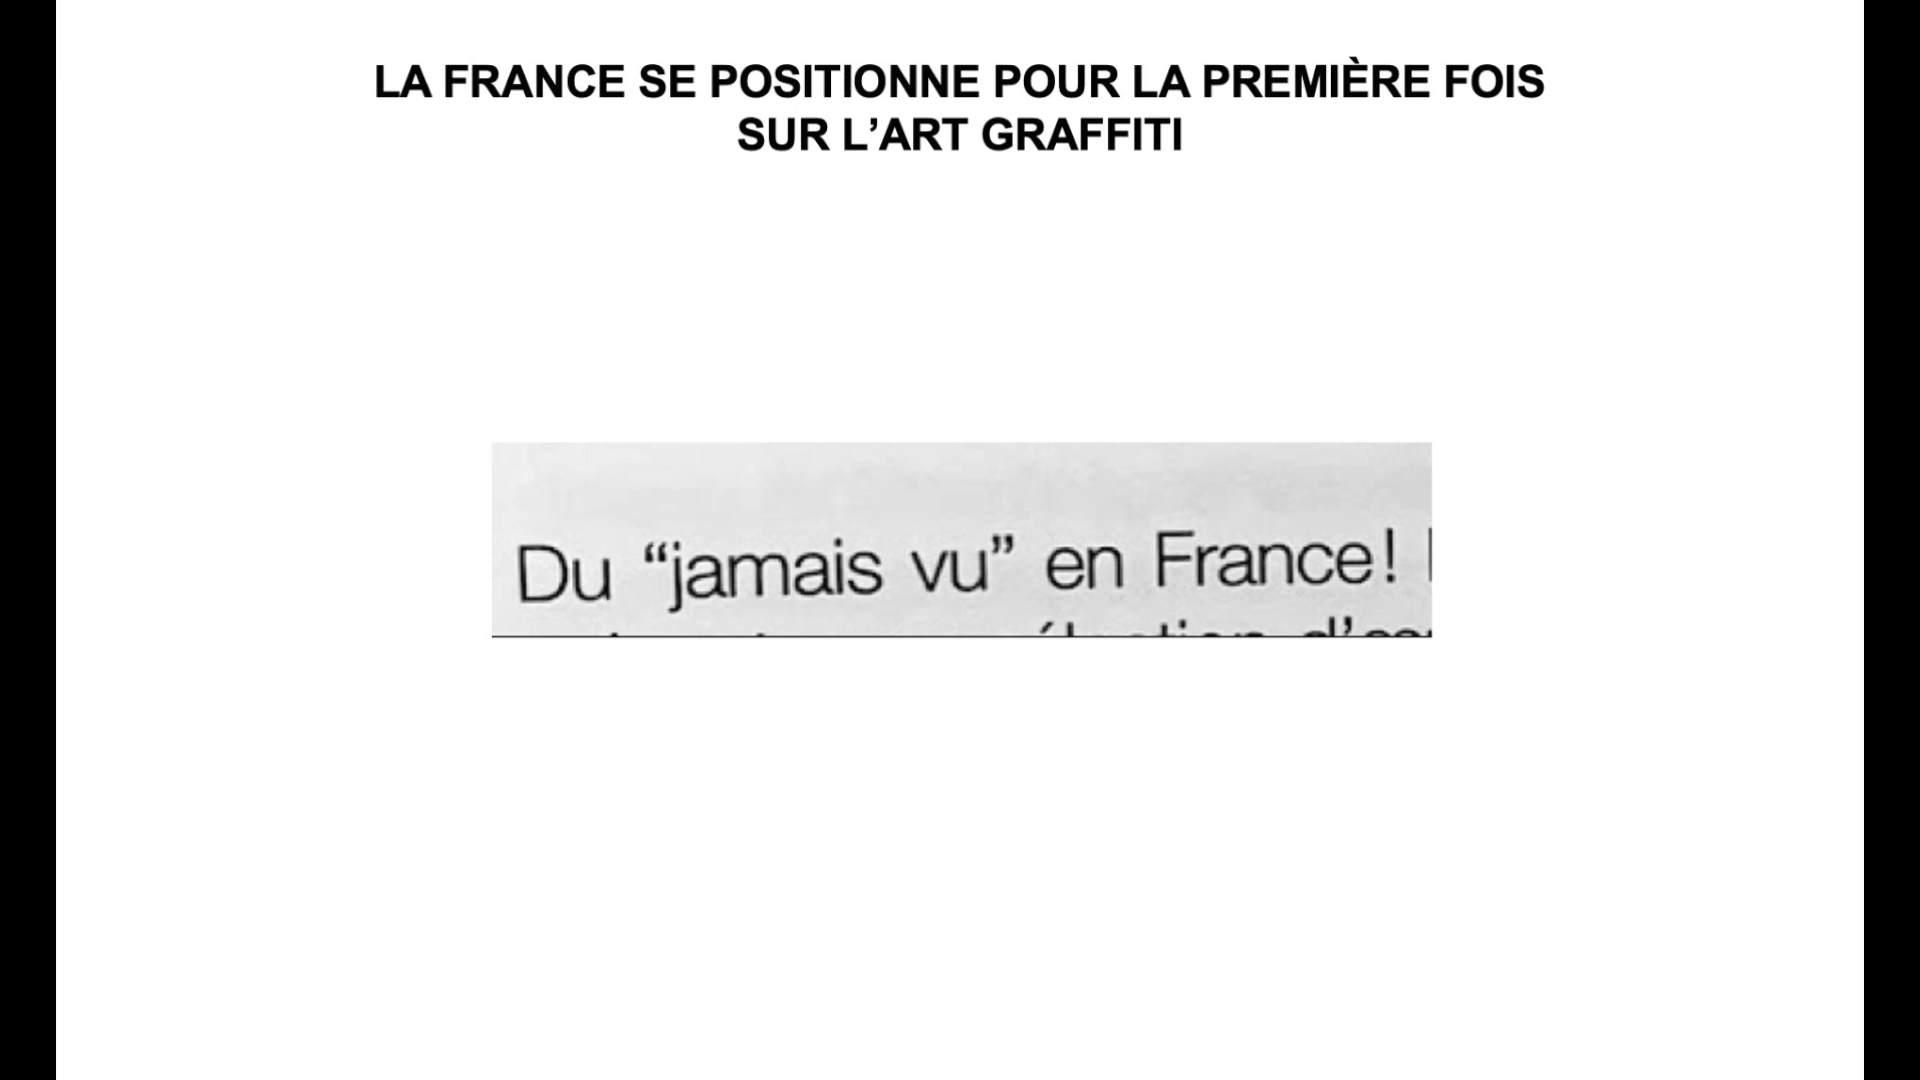 LA FRANCE SE POSITIONNE POUR LA PREMIÈRE FOIS
SUR L’ART GRAFFITI
Du “jamais vu” en France!